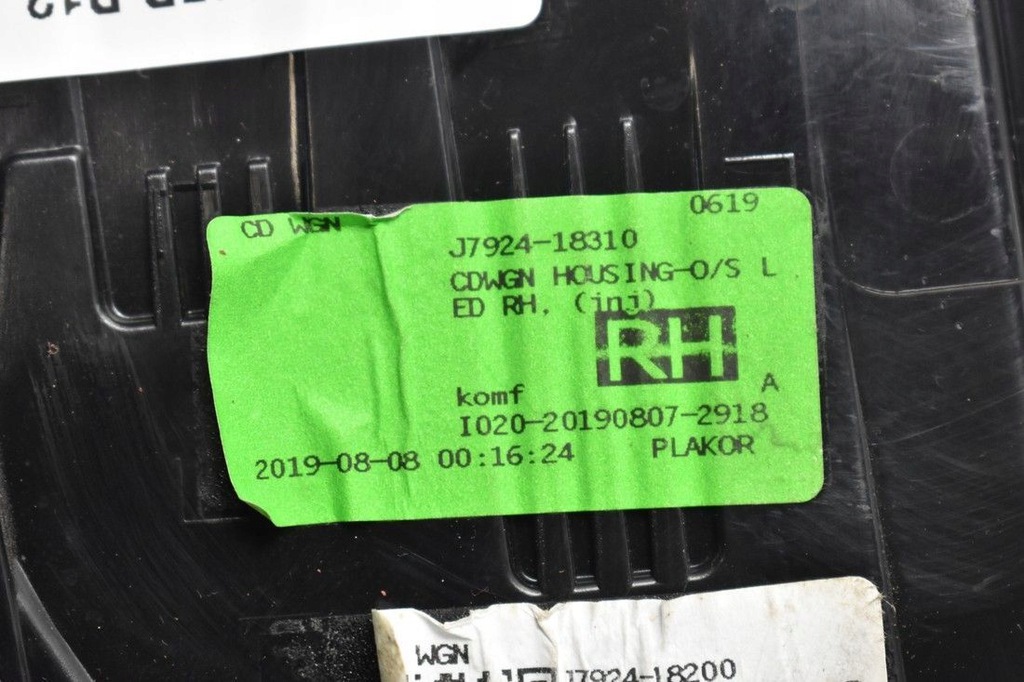 CD WGN 0619
J7924-18310
CDWGN HOUSING-O/S L
ED RH, (inj)
RH
komf A
I020-20190807-2918
2019-08-08 00:16:24 PLAKOR
WGN
J7924-18200